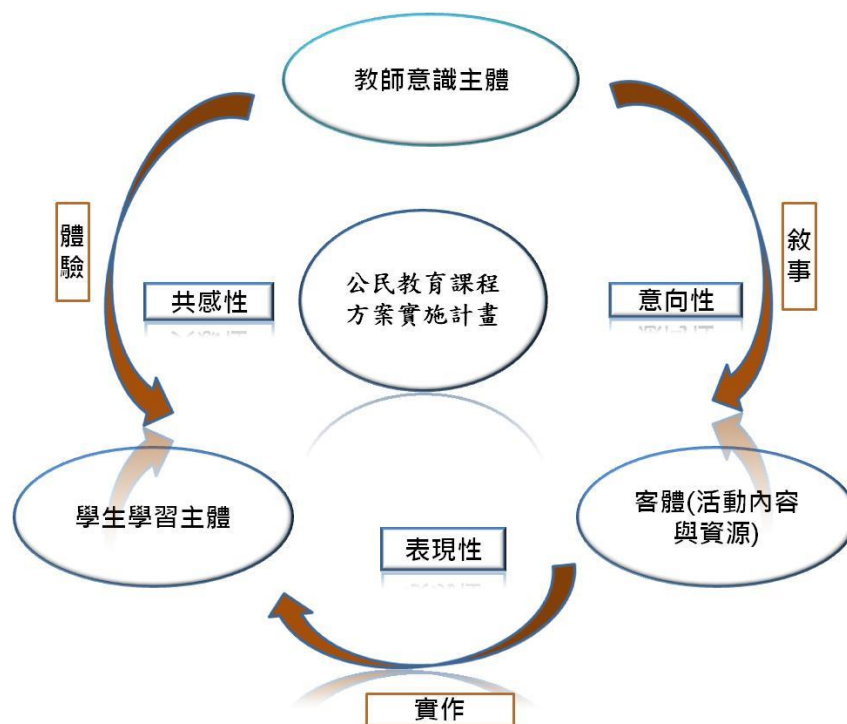 教師意識主體
體
驗
敘
事
共感性
公民教育課程
方案實施計畫
意向性
學生學習主體
客體(活動內容
與資源)
表現性
實作